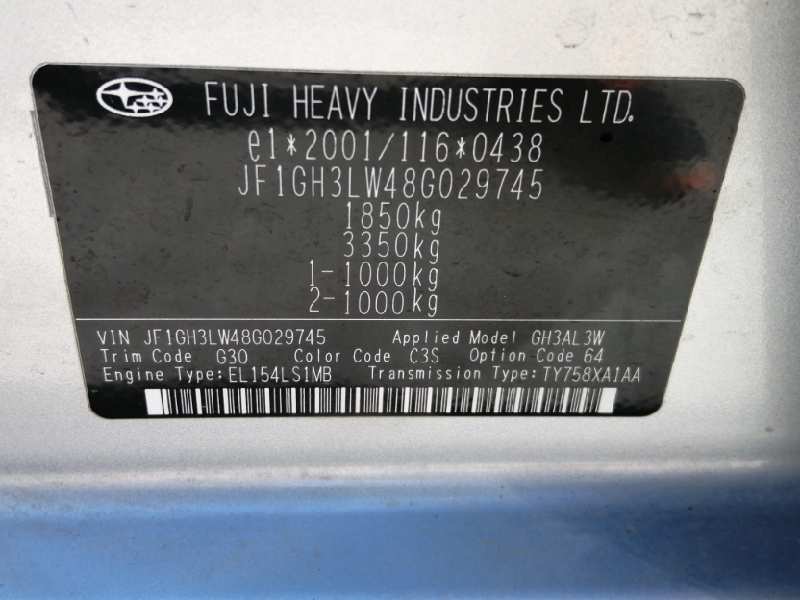 FUJI HEAVY INDUSTRIES LTD.
e1*2001/116*0438
JF1GH3LW48G029745
1850kg
3350kg
1-1000kg
2-1000kg
VIN JF1GH3LW48G029745 Applied Model GH3AL3W
Trim Code G30 Color Code C3S Option Code 64
Engine Type:EL154LS1MB Transmission Type:TY758XA1AA